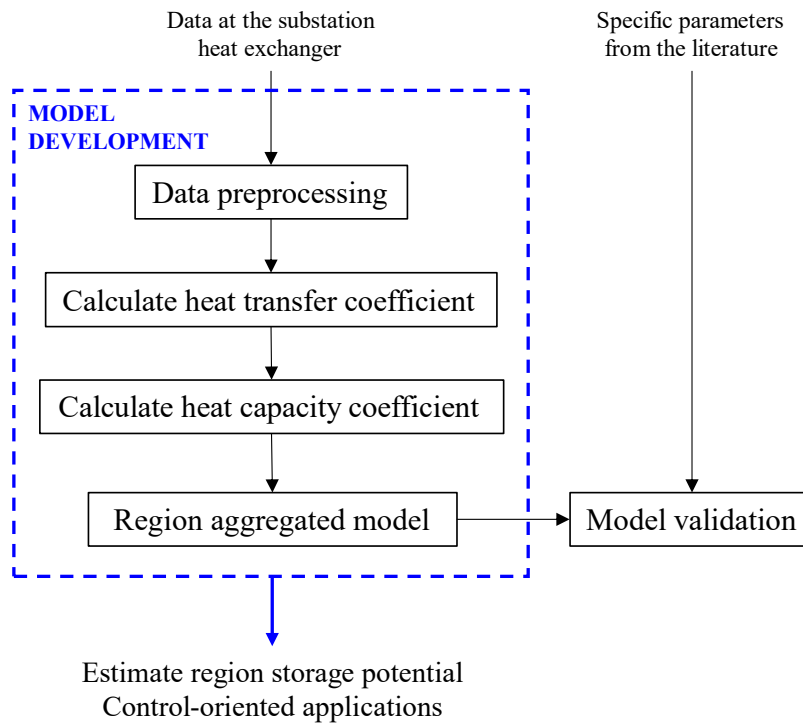 Data at the substation
heat exchanger
Specific parameters
from the literature
MODEL
DEVELOPMENT
Data preprocessing
Calculate heat transfer coefficient
Calculate heat capacity coefficient
Region aggregated model
Model validation
Estimate region storage potential
Control-oriented applications